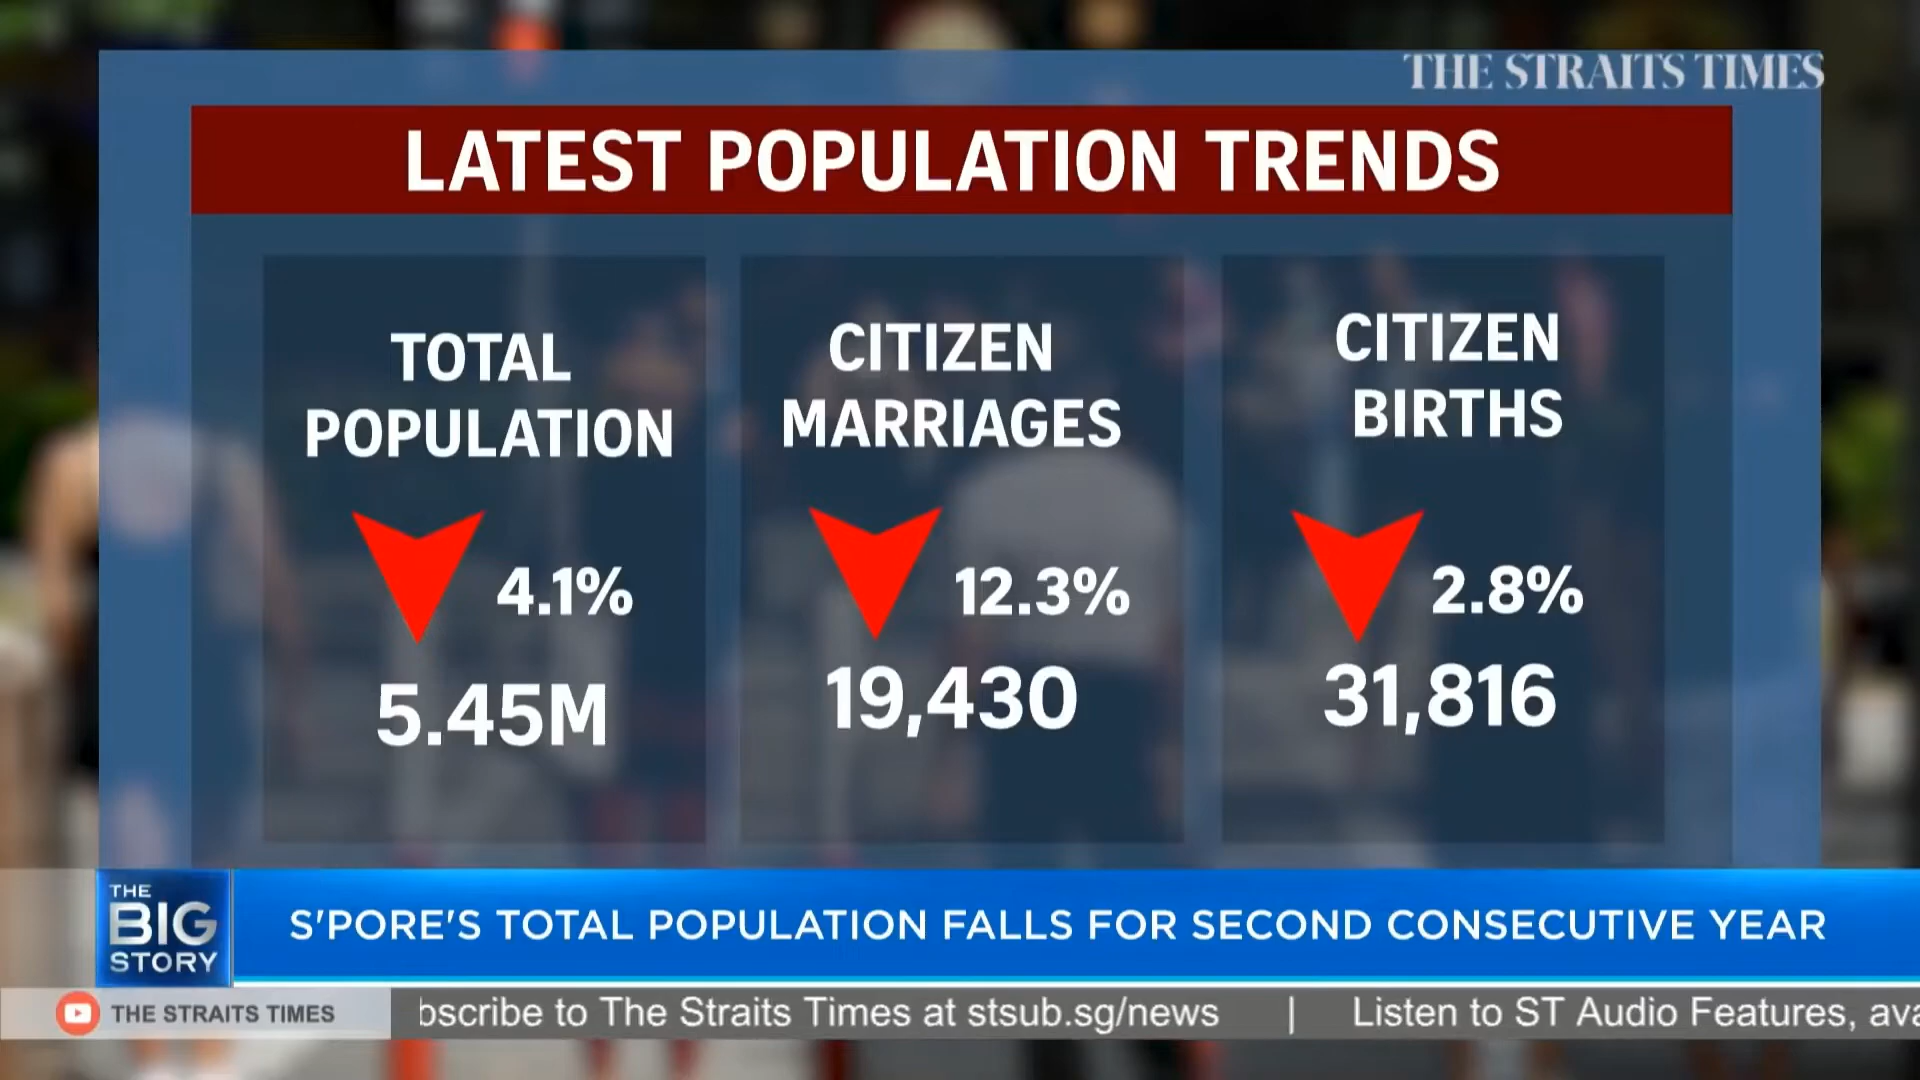 THE STRAITS TIMES
LATEST POPULATION TRENDS
TOTAL
POPULATION
4.1%
5.45M
CITIZEN
MARRIAGES
12.3%
19,430
CITIZEN
BIRTHS
2.8%
31,816
THE
BIG
STORY
S'PORE'S TOTAL POPULATION FALLS FOR SECOND CONSECUTIVE YEAR
THE STRAITS TIMES
bscribe to The Straits Times at stsub.sg/news | Listen to ST Audio Features, ava